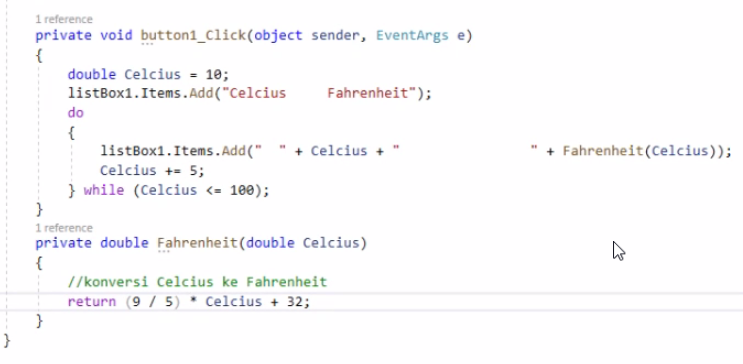 1 reference
private void button1_Click(object sender, EventArgs e)
{
double Celcius = 10;
listBox1.Items.Add("Celcius     Fahrenheit");
do
{
listBox1.Items.Add("  " + Celcius + "                " + Fahrenheit(Celcius));
Celcius += 5;
} while (Celcius <= 100);
}
1 reference
private double Fahrenheit(double Celcius)
{
//konversi Celcius ke Fahrenheit
return (9 / 5) * Celcius + 32;
}
}